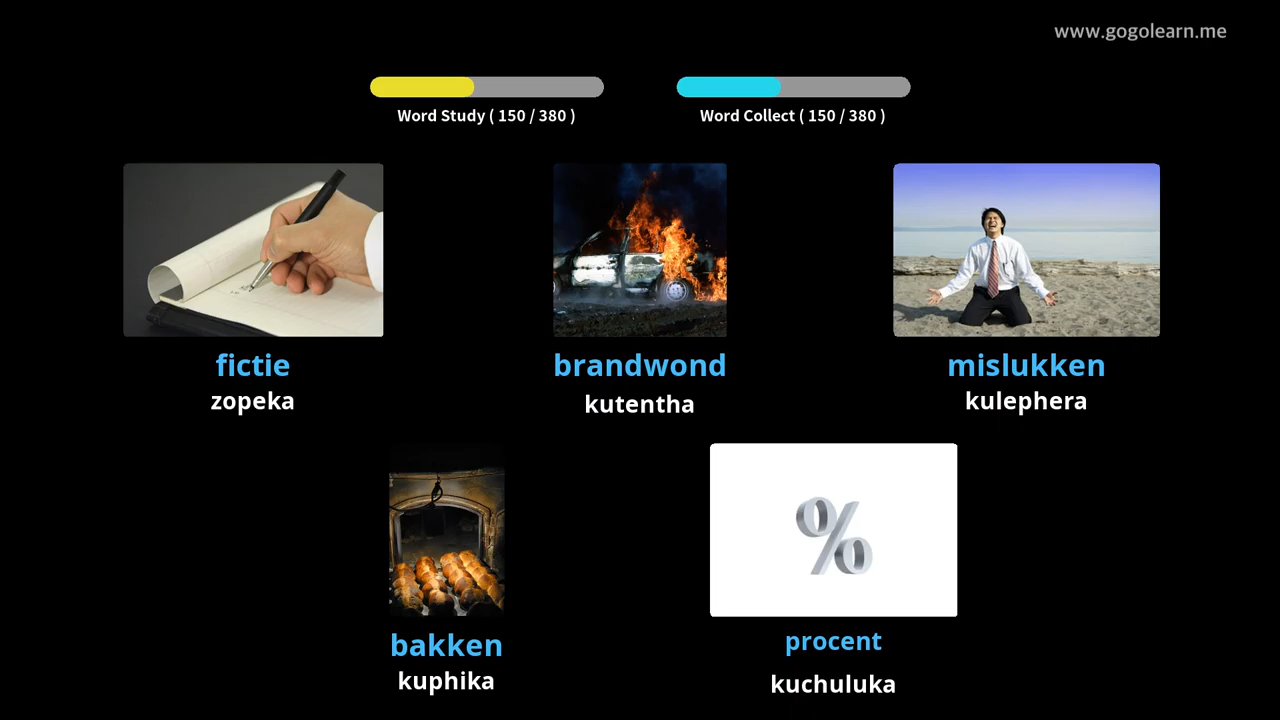 www.gogolearn.me
Word Study ( 150 / 380 )
Word Collect ( 150 / 380 )
fictie
zopeka
brandwond
kutentha
mislukken
kulephera
bakken
kuphika
procent
kuchuluka
%